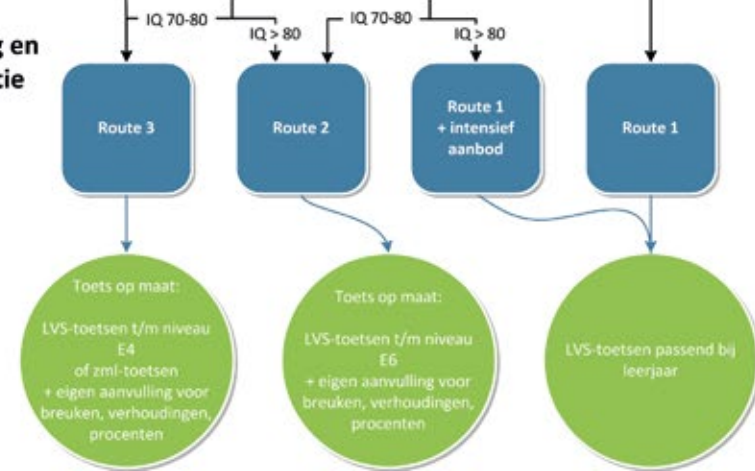 IQ 70-80
IQ > 80
IQ 70-80
IQ > 80
en
tie
Route 3
Route 2
Route 1
+ intensief
aanbod
Route 1
Toets op maat:
LVS-toetsen t/m niveau
E4
of zml-toetsen
+ eigen aanvulling voor
breuken, verhoudingen,
procenten
Toets op maat:
LVS-toetsen t/m niveau
E6
+ eigen aanvulling voor
breuken, verhoudingen,
procenten
LVS-toetsen passend bij
leerjaar